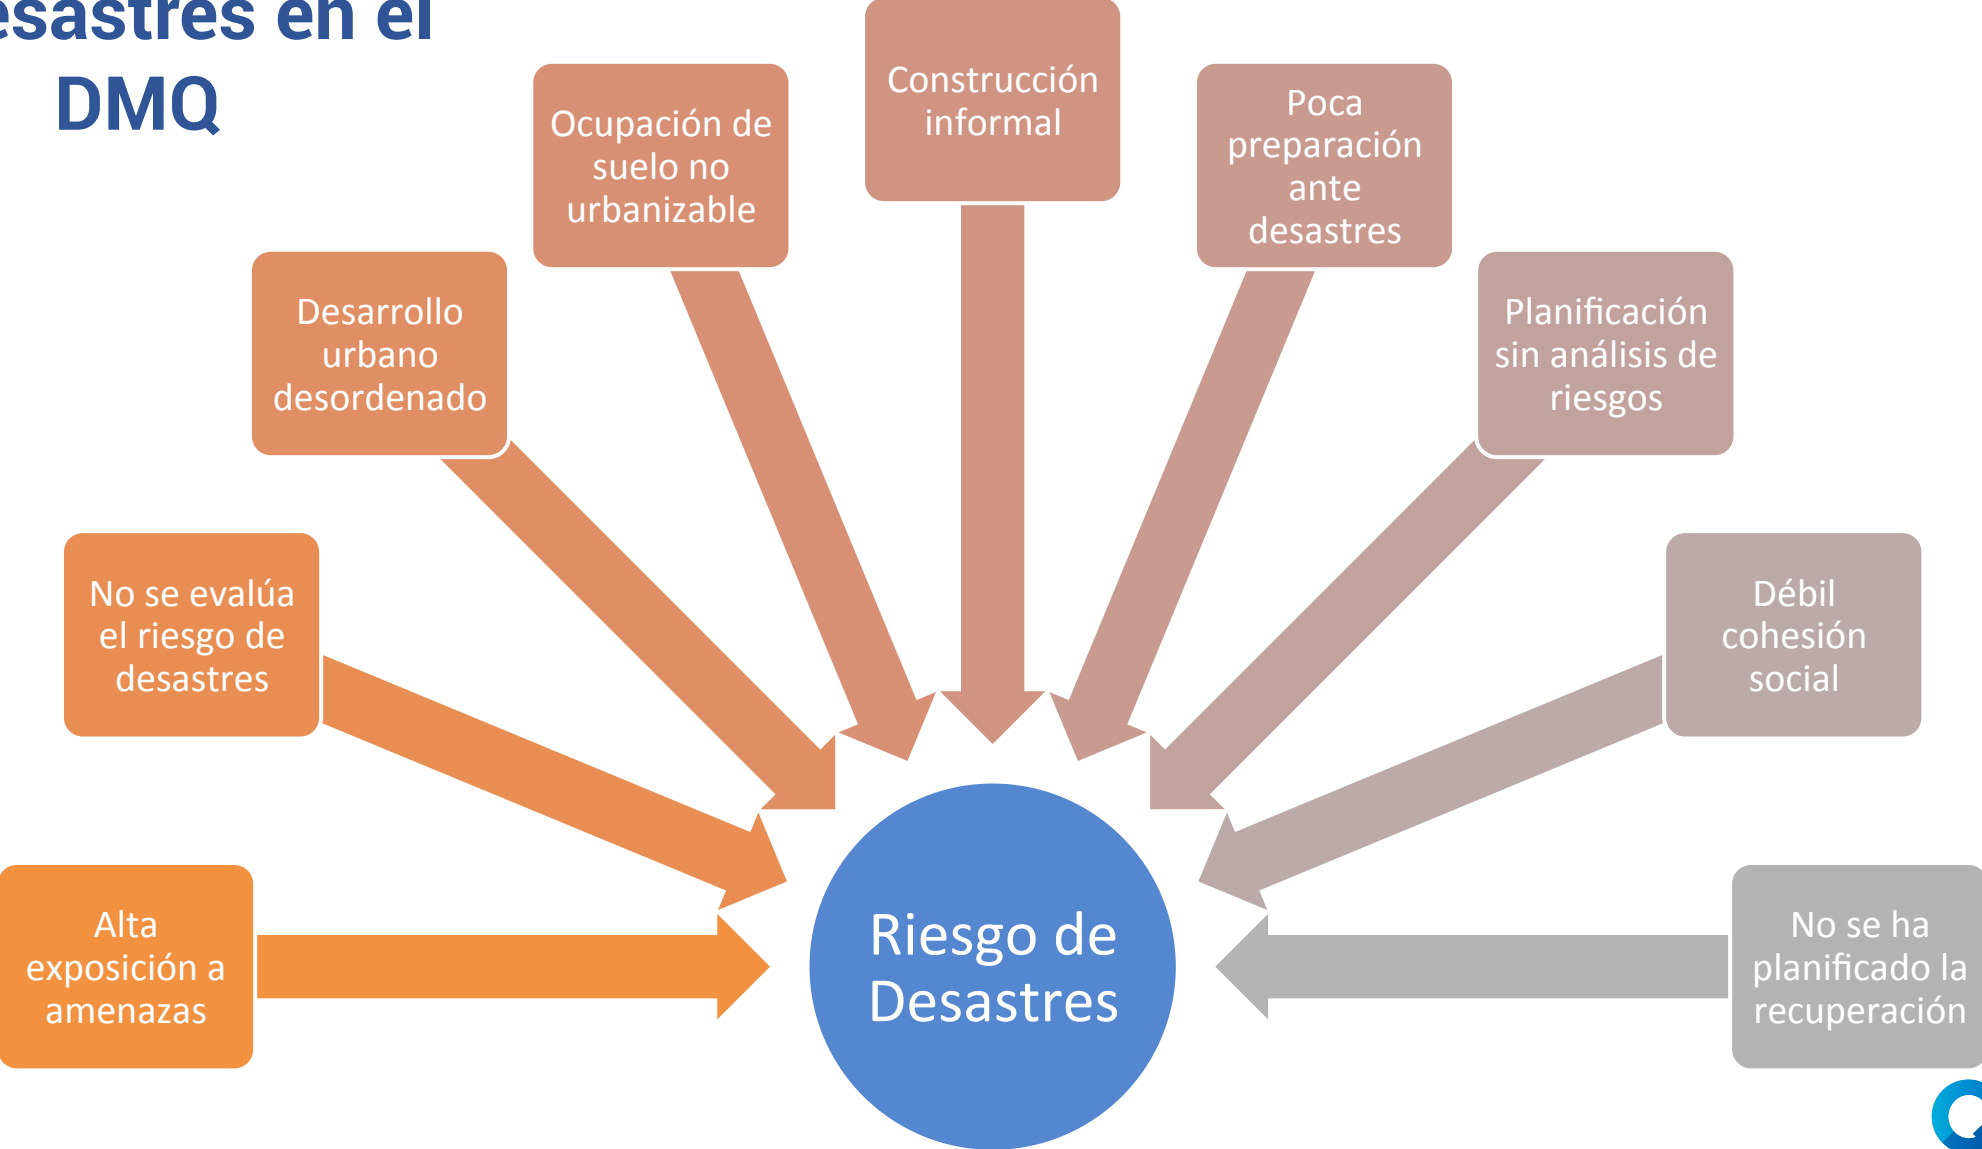 esastres en el
DMQ
Construcción
informal
Ocupación de
suelo no
urbanizable
Poca
preparación
ante
desastres
Desarrollo
urbano
desordenado
Planificación
sin análisis de
riesgos
No se evalúa
el riesgo de
desastres
Débil
cohesión
social
Alta
exposición a
amenazas
Riesgo de
Desastres
No se ha
planificado la
recuperación